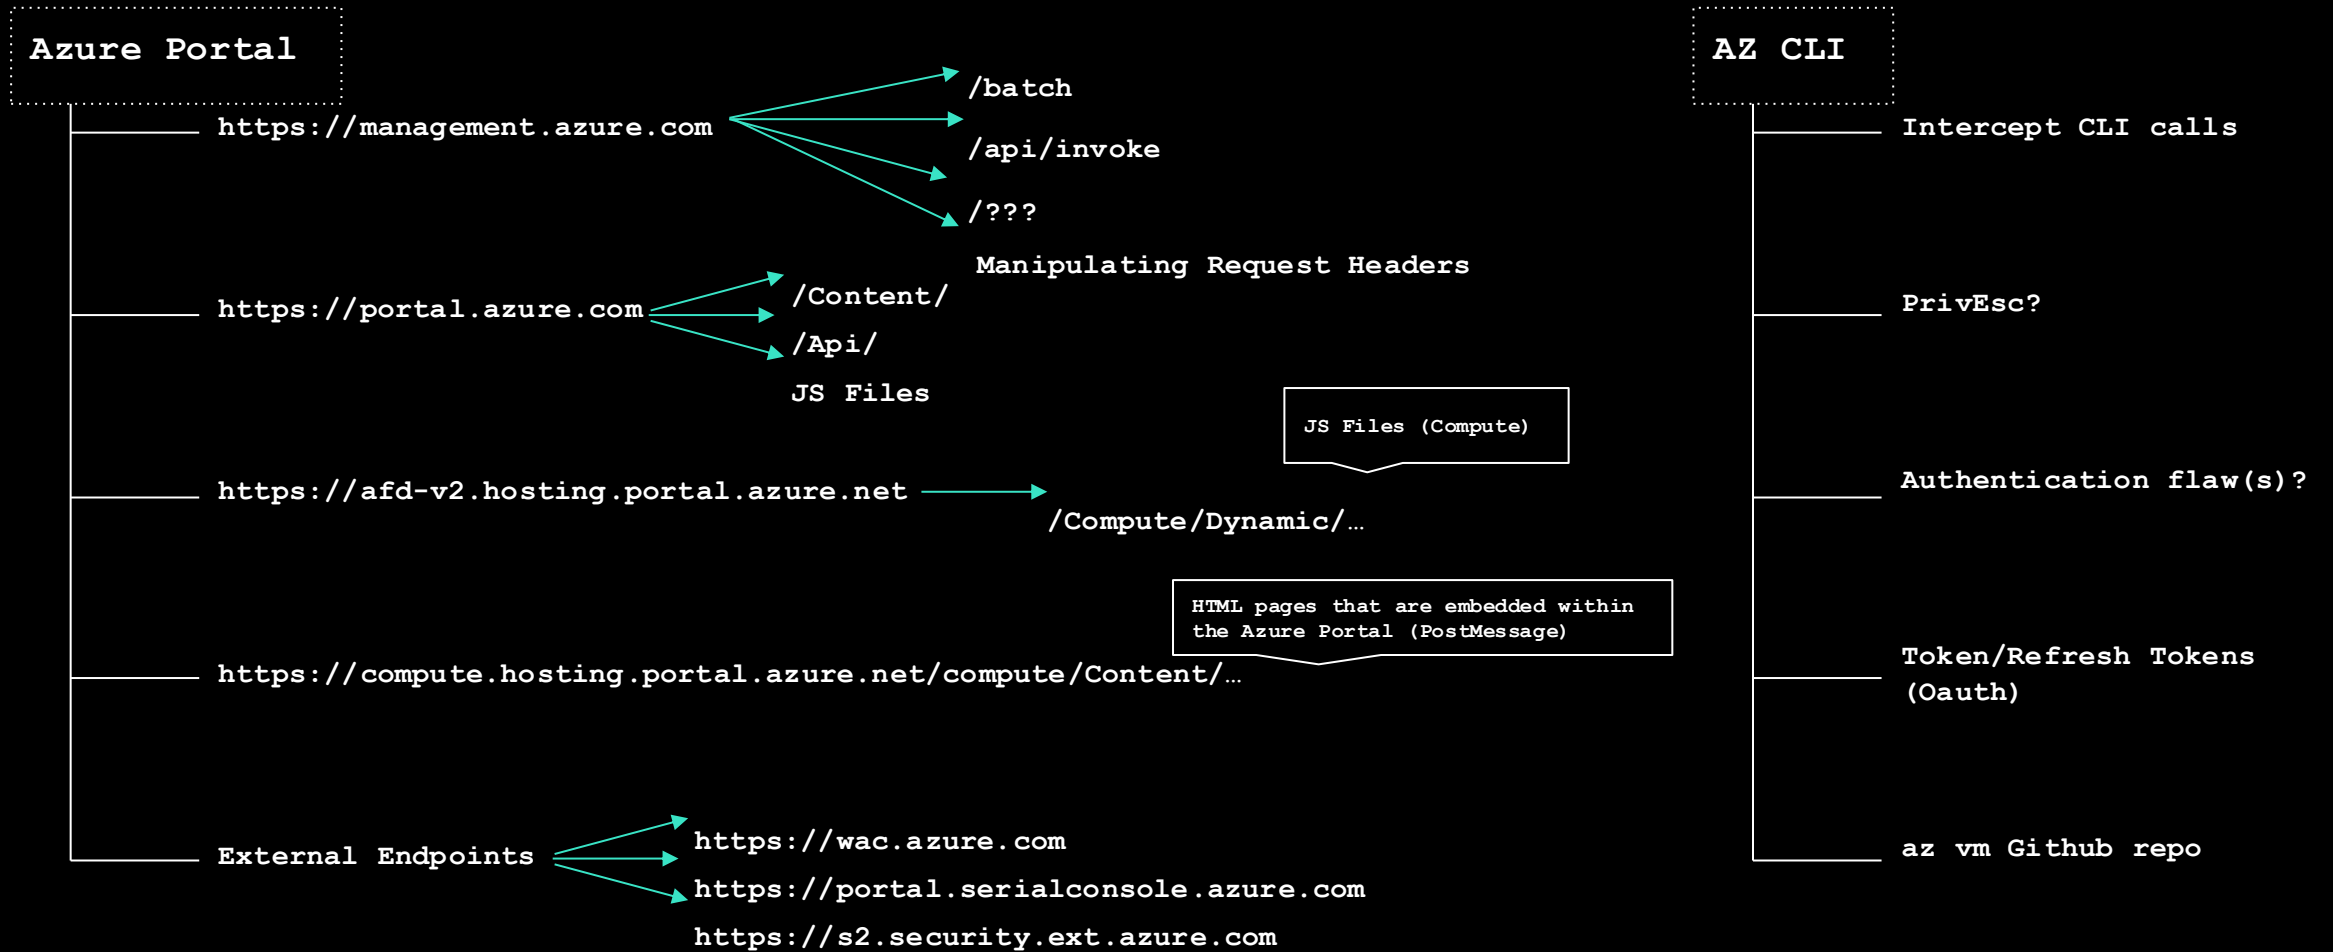 Azure Portal
https://management.azure.com
/batch
/api/invoke
/???
Manipulating Request Headers
https://portal.azure.com
/Content/
/Api/
JS Files
https://afd-v2.hosting.portal.azure.net
JS Files (Compute)
/Compute/Dynamic/…
https://compute.hosting.portal.azure.net/compute/Content/…
HTML pages that are embedded within
the Azure Portal (PostMessage)
External Endpoints
https://wac.azure.com
https://portal.serialconsole.azure.com
https://s2.security.ext.azure.com
AZ CLI
Intercept CLI calls
PrivEsc?
Authentication flaw(s)?
Token/Refresh Tokens
(Oauth)
az vm Github repo